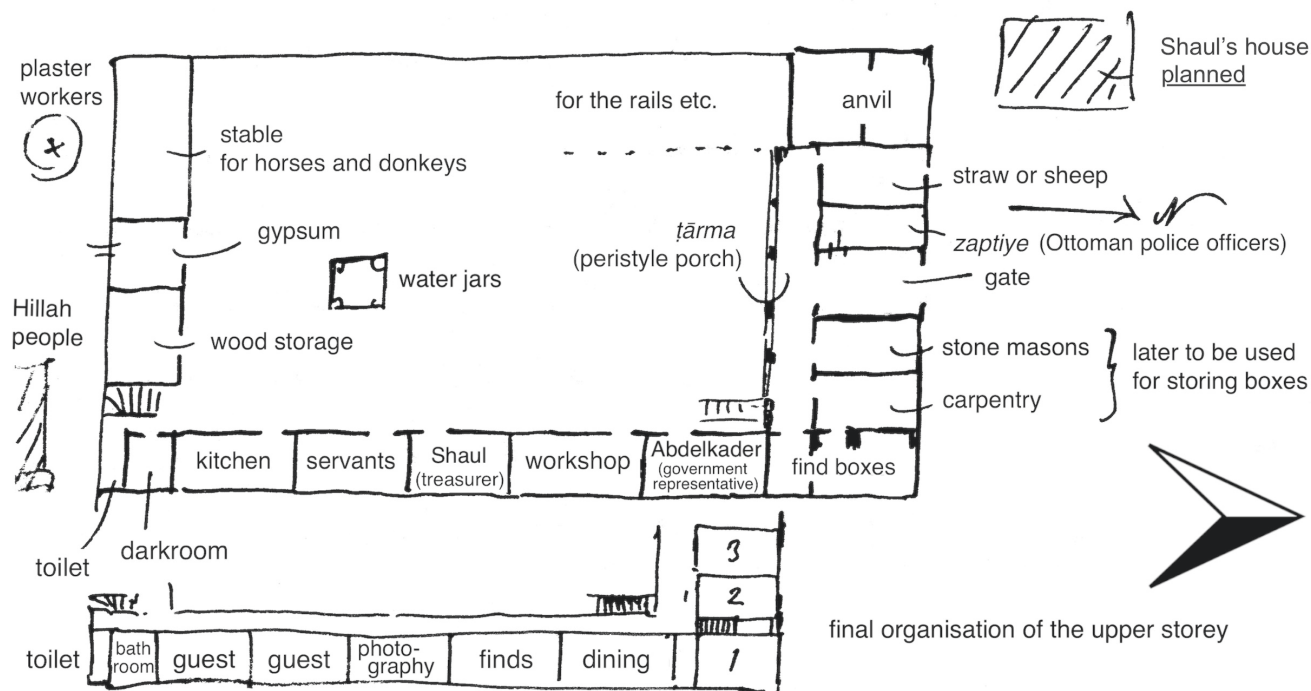 plaster
workers
stable
for horses and donkeys
for the rails etc.
anvil
Shaul's house
planned
straw or sheep
zaptiye (Ottoman police officers)
gypsum
ṭārma
(peristyle porch)
gate
water jars
Hillah
people
wood storage
stone masons
carpentry
later to be used
for storing boxes
kitchen
servants
Shaul
(treasurer)
workshop
Abdelkader
(government
representative)
find boxes
toilet
darkroom
3
2
1
final organisation of the upper storey
toilet
bath
room
guest
guest
photo-
graphy
finds
dining